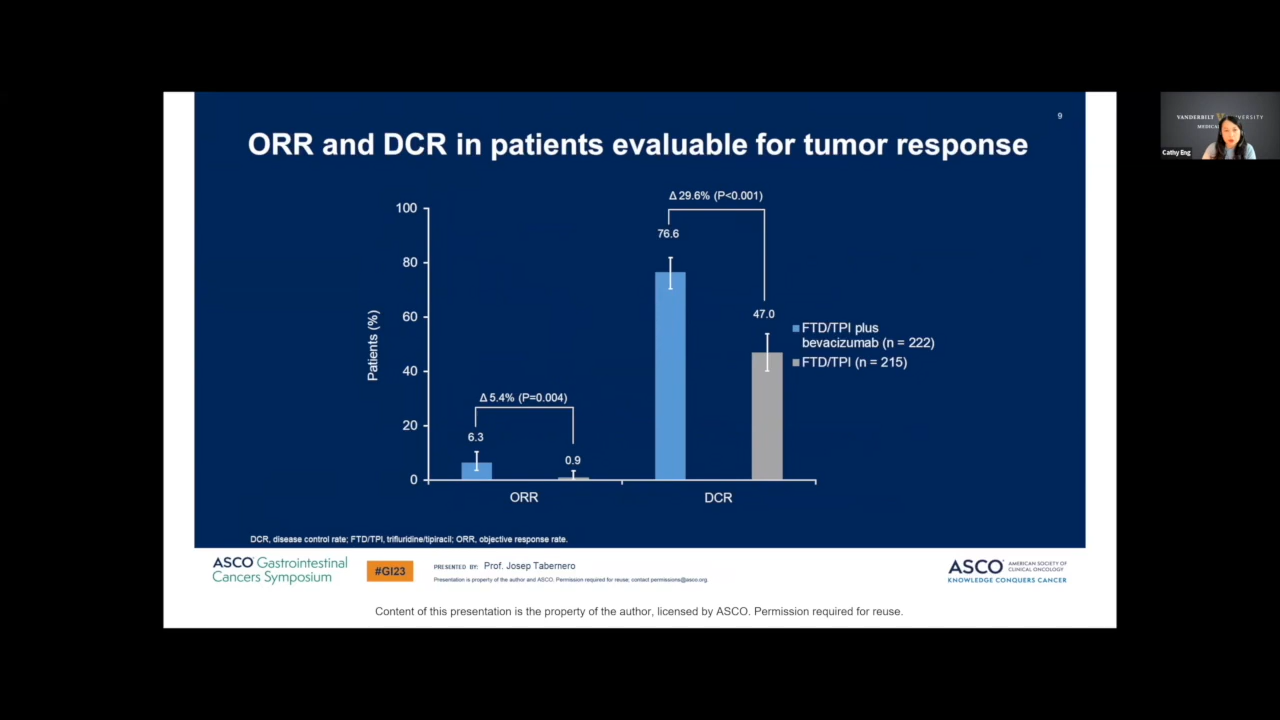 9
ORR and DCR in patients evaluable for tumor response
Δ 29.6% (P<0.001)
100
80
60
40
20
0
Patients (%)
76.6
47.0
Δ 5.4% (P=0.004)
6.3
0.9
ORR
DCR
FTD/TPI plus
bevacizumab (n = 222)
FTD/TPI (n = 215)
DCR, disease control rate; FTD/TPI, trifluridine/tipiracil; ORR, objective response rate.
ASCO Gastrointestinal
Cancers Symposium
#GI23
PRESENTED BY: Prof. Josep Tabernero
Presentation is property of the author and ASCO. Permission required for reuse; contact permissions@asco.org.
ASCO AMERICAN SOCIETY OF
CLINICAL ONCOLOGY
KNOWLEDGE CONQUERS CANCER
Content of this presentation is the property of the author, licensed by ASCO. Permission required for reuse.
VANDERBILT
Cathy Eng